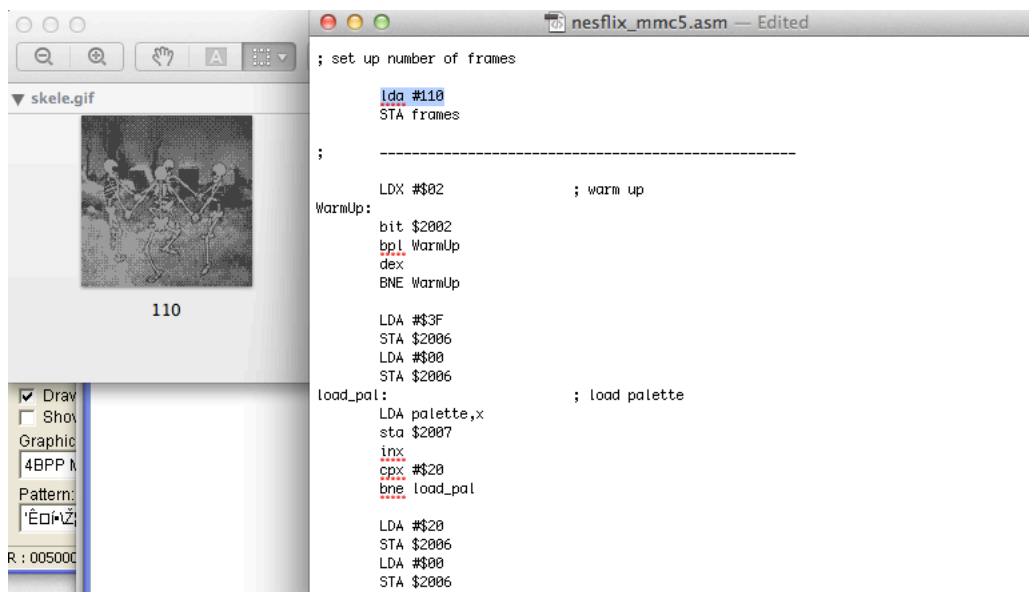 nesflix_mmc5.asm — Edited
skele.gif
110
Drav
Shov
Graphic
4BPP
Pattern:
R : 00500
; set up number of frames
lda #110
STA frames
; ----------------------------------------------------
LDX #$02 ; warm up
WarmUp:
bit $2002
bpl WarmUp
dex
BNE WarmUp
LDA #$3F
STA $2006
LDA #$00
STA $2006
load_pal: ; load palette
LDA palette,x
sta $2007
inx
cpx #$20
bne load_pal
LDA #$20
STA $2006
LDA #$00
STA $2006